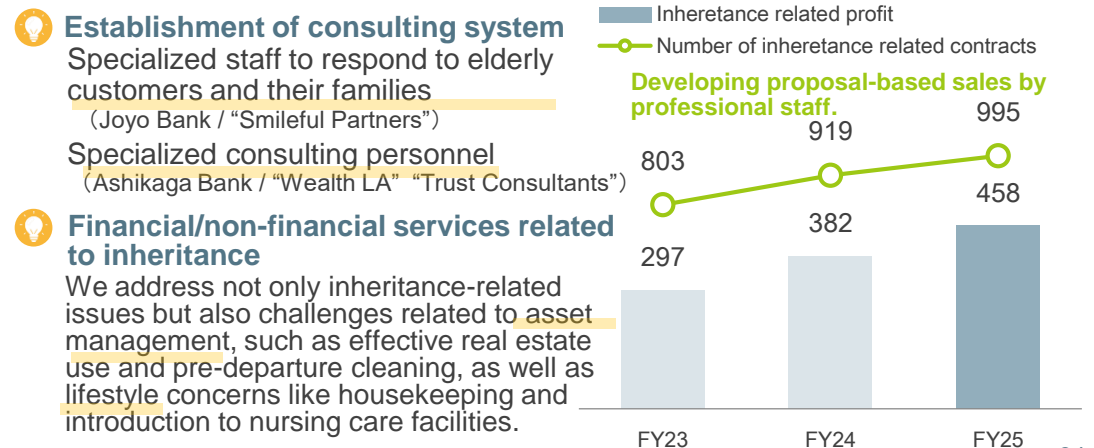 Establishment of consulting system
Specialized staff to respond to elderly
customers and their families
（Joyo Bank / “Smileful Partners”）
Specialized consulting personnel
（Ashikaga Bank / “Wealth LA”  “Trust Consultants”）
Financial/non-financial services related
to inheritance
We address not only inheritance-related
issues but also challenges related to asset
management, such as effective real estate
use and pre-departure cleaning, as well as
lifestyle concerns like housekeeping and
introduction to nursing care facilities.
Inheretance related profit
Number of inheretance related contracts
Developing proposal-based sales by
professional staff.
803
919
995
297
382
458
FY23
FY24
FY25